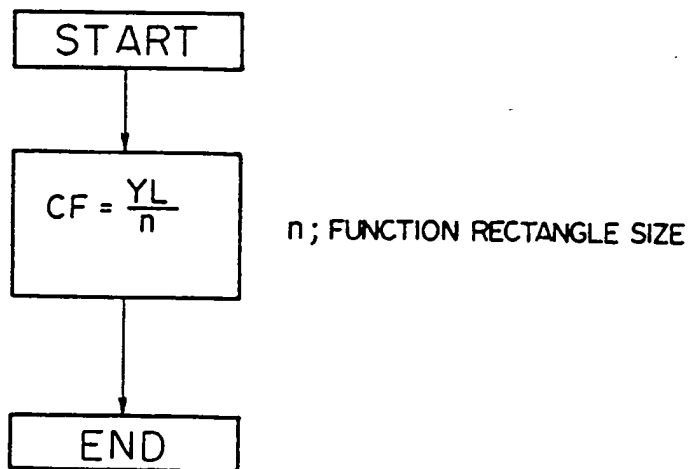 START
CF = YL/n
n; FUNCTION RECTANGLE SIZE
END